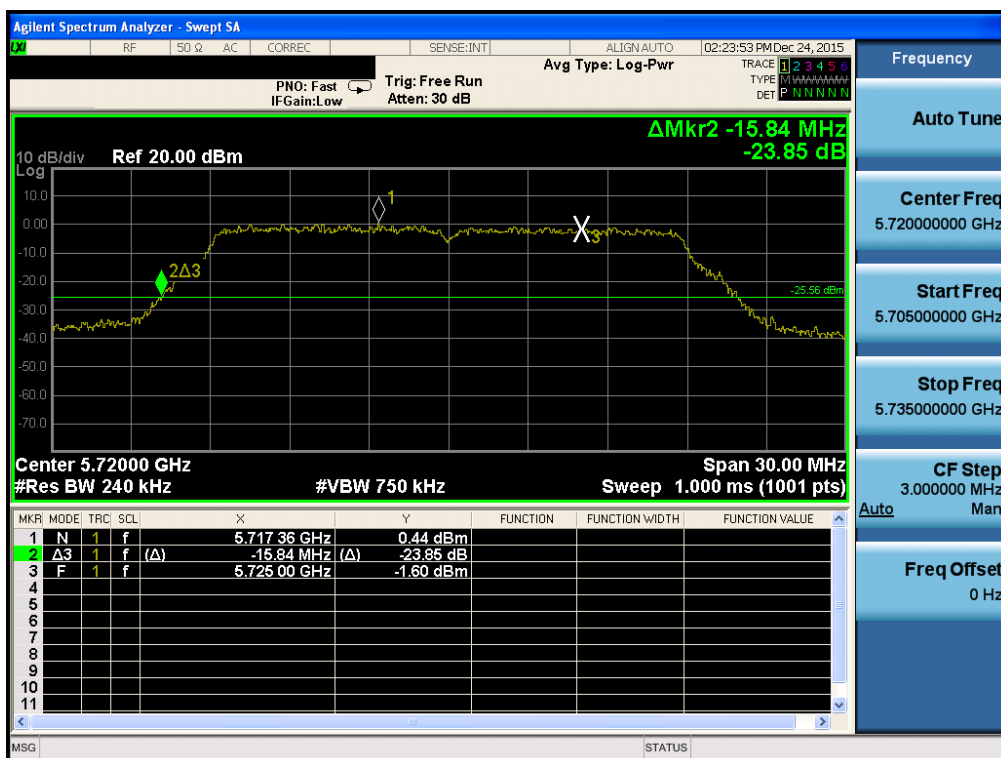 Agilent Spectrum Analyzer - Swept SA
LXI RF 50 Ω AC CORREC SENSE:INT ALIGN AUTO 02:23:53 PM Dec 24, 2015
Avg Type: Log-Pwr
TRACE 1 2 3 4 5 6
TYPE M WWWWW
DET P N N N N N
PNO: Fast
IFGain:Low
Trig: Free Run
Atten: 30 dB
ΔMkr2 -15.84 MHz
-23.85 dB
10 dB/div Ref 20.00 dBm
Log
10.0
0.00
-10.0
-20.0
-30.0
-40.0
-50.0
-60.0
-70.0
1
2Δ3
3
-25.56 dBm
Center 5.72000 GHz Span 30.00 MHz
#Res BW 240 kHz #VBW 750 kHz Sweep 1.000 ms (1001 pts)
MKR MODE TRC SCL X Y FUNCTION FUNCTION WIDTH FUNCTION VALUE
1 N 1 f 5.717 36 GHz 0.44 dBm
2 Δ3 1 f (Δ) -15.84 MHz (Δ) -23.85 dB
3 F 1 f 5.725 00 GHz -1.60 dBm
4
5
6
7
8
9
10
11
MSG STATUS
Frequency
Auto Tune
Center Freq
5.720000000 GHz
Start Freq
5.705000000 GHz
Stop Freq
5.735000000 GHz
CF Step
3.000000 MHz
Auto Man
Freq Offset
0 Hz